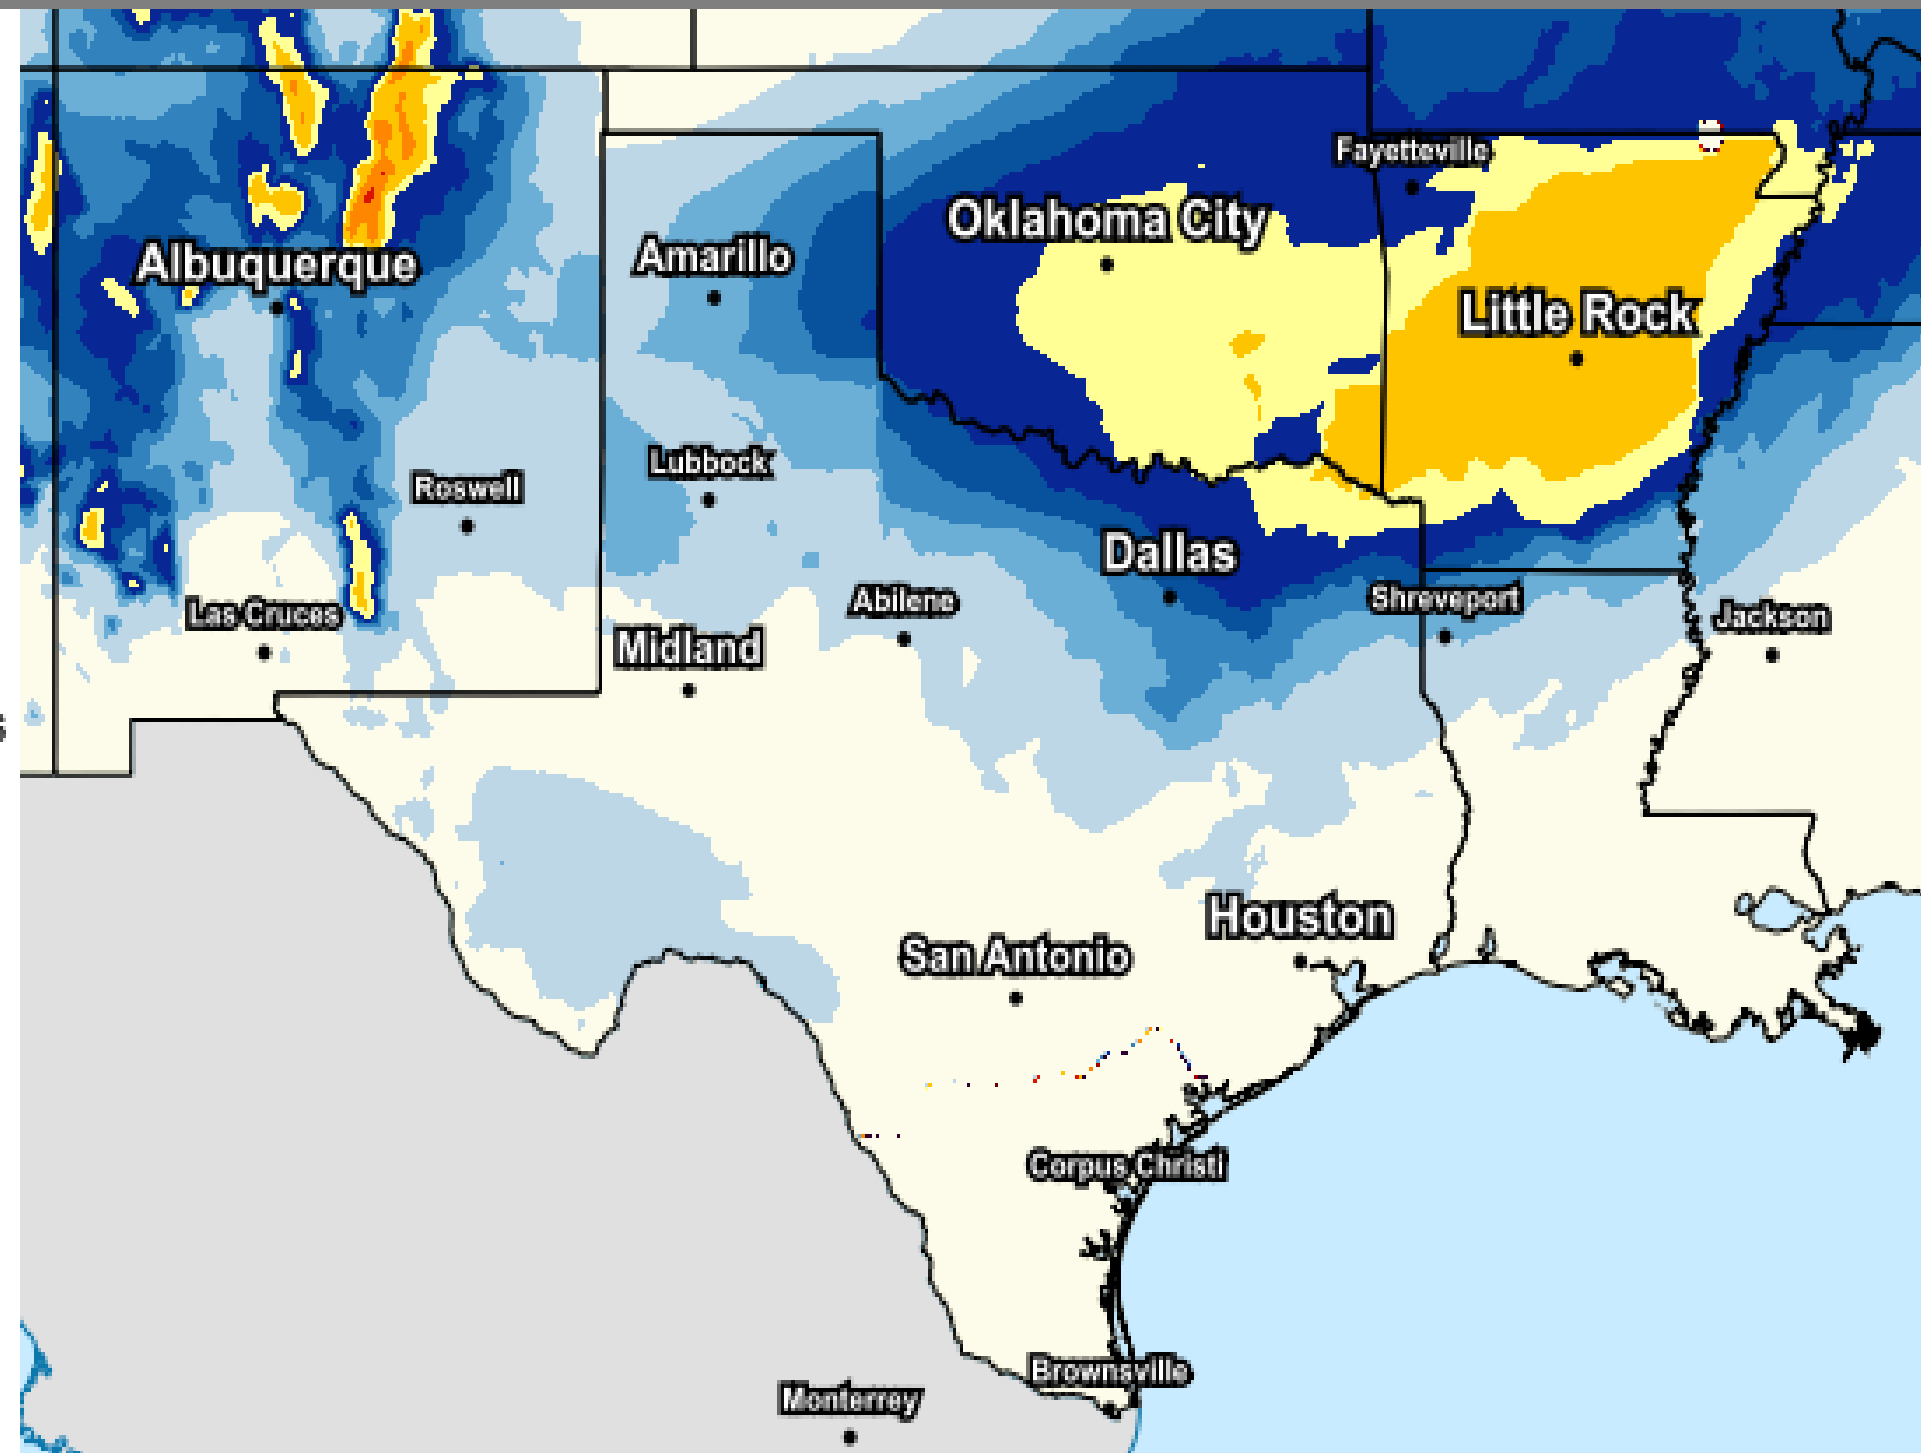 Fayetteville
Oklahoma City
Albuquerque
Amarillo
Little Rock
Lubbock
Roswell
Dallas
Abilene
Shreveport
Las Cruces
Jackson
Midland
Houston
San Antonio
Corpus Christi
Brownsville
Monterrey